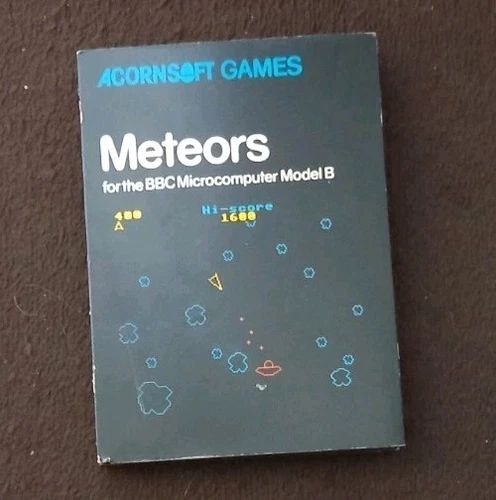 ACORNSOFT GAMES
Meteors
for the BBC Microcomputer Model B
Hi-score
400 1600